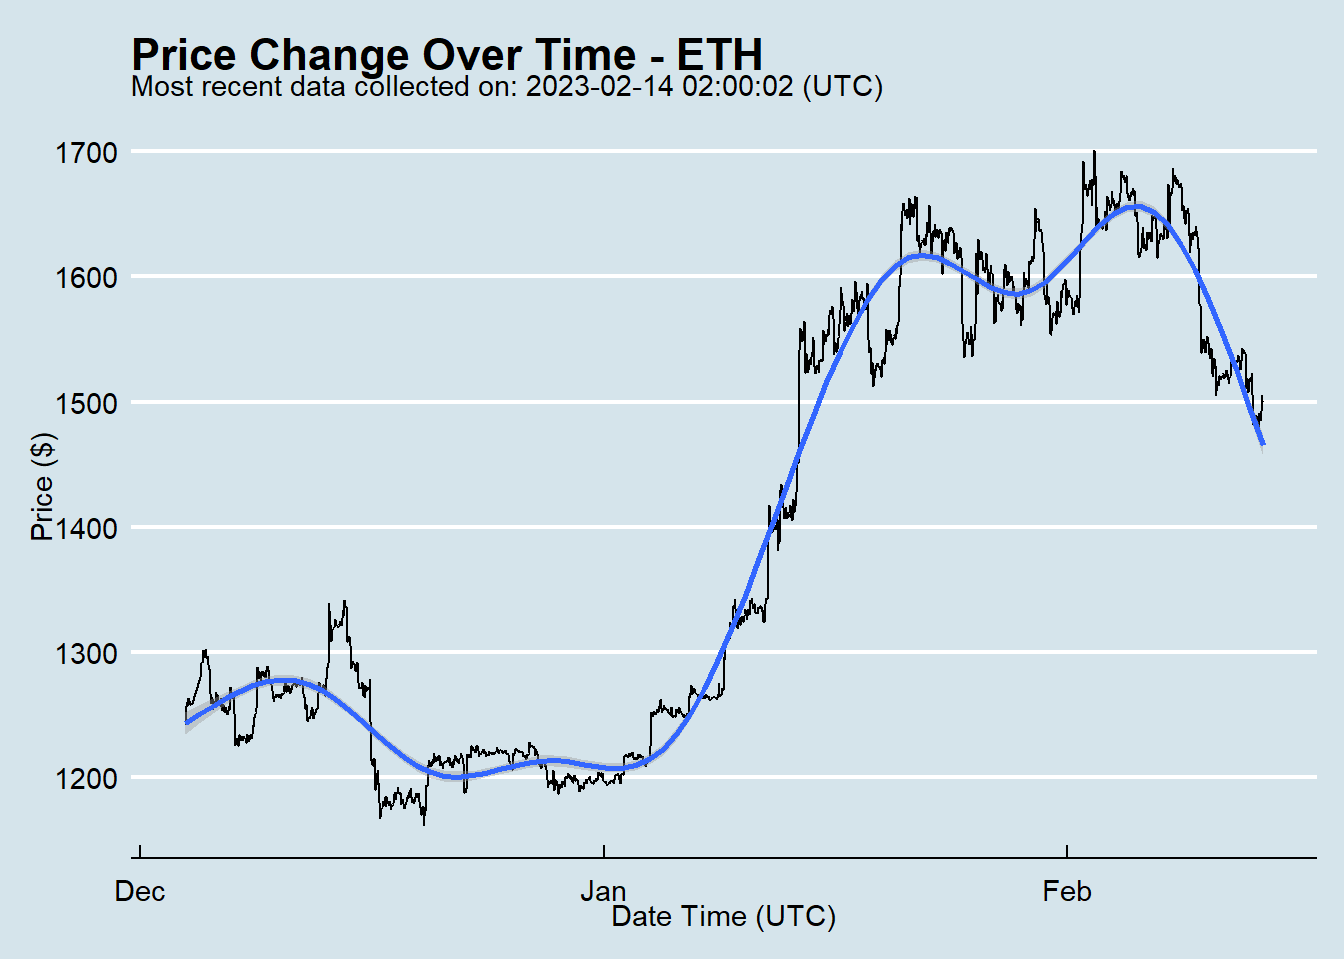 Price Change Over Time - ETH
Most recent data collected on: 2023-02-14 02:00:02 (UTC)
1700
1600
1500
1400
1300
1200
Price ($)
Dec
Jan
Feb
Date Time (UTC)